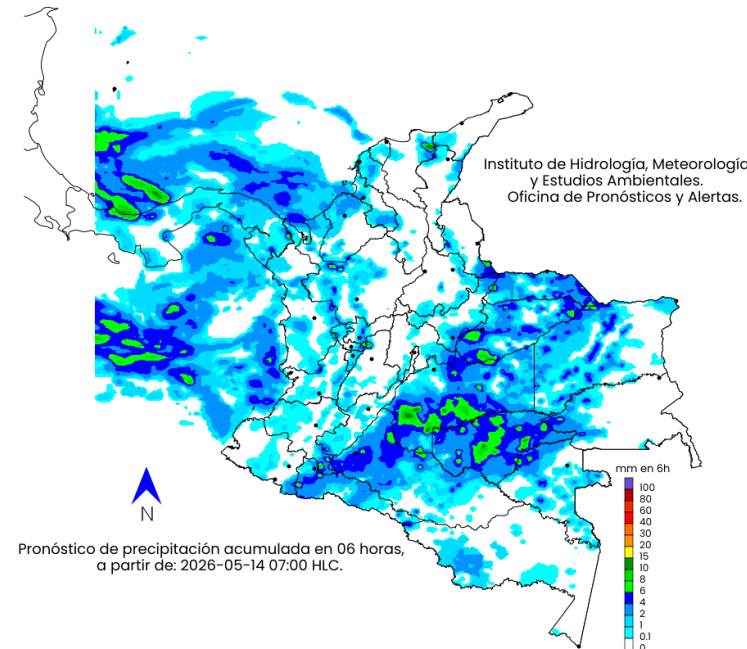 Instituto de Hidrología, Meteorología
y Estudios Ambientales.
Oficina de Pronósticos y Alertas.
N
Pronóstico de precipitación acumulada en 06 horas,
a partir de: 2026-05-14 07:00 HLC.
mm en 6h
100
80
60
40
30
20
15
10
8
6
4
2
1
0.1
0